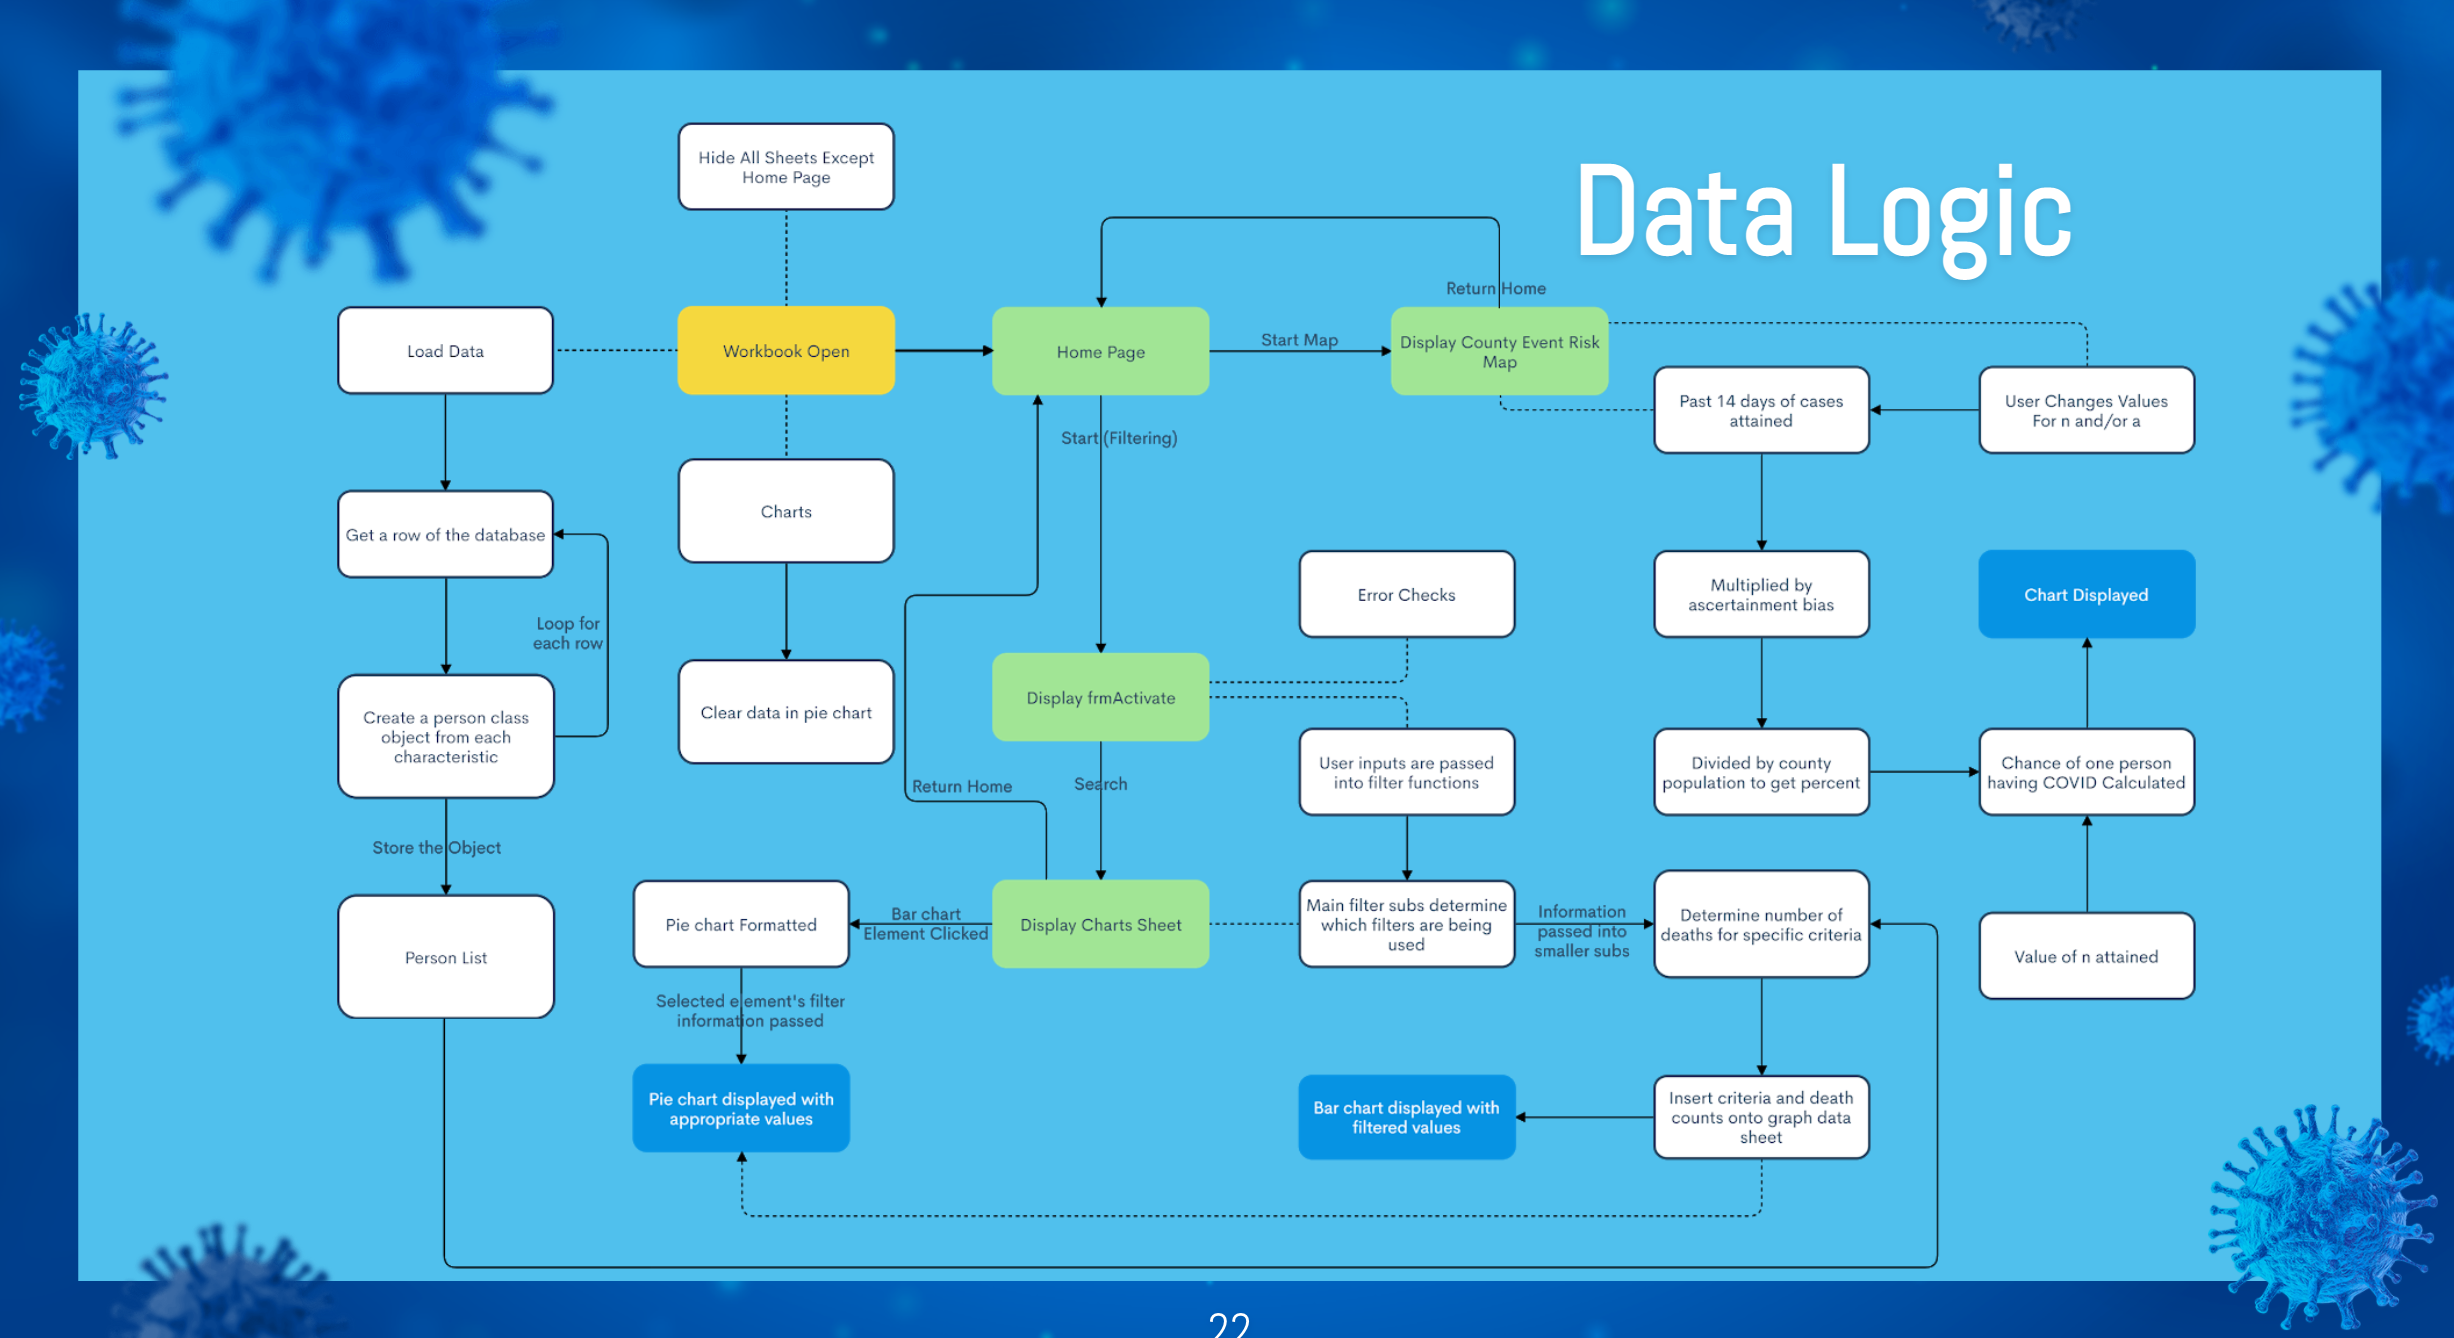 Data Logic
Hide All Sheets Except
Home Page
Return Home
Load Data
Workbook Open
Home Page
Start Map
Display County Event Risk
Map
Past 14 days of cases
attained
User Changes Values
For n and/or a
Start (Filtering)
Get a row of the database
Charts
Loop for
each row
Error Checks
Multiplied by
ascertainment bias
Chart Displayed
Create a person class
object from each
characteristic
Clear data in pie chart
Display frmActivate
Return Home
Search
User inputs are passed
into filter functions
Divided by county
population to get percent
Chance of one person
having COVID Calculated
Store the Object
Person List
Pie chart Formatted
Bar chart
Element Clicked
Display Charts Sheet
Main filter subs determine
which filters are being
used
Information
passed into
smaller subs
Determine number of
deaths for specific criteria
Value of n attained
Selected element's filter
information passed
Pie chart displayed with
appropriate values
Bar chart displayed with
filtered values
Insert criteria and death
counts onto graph data
sheet
22